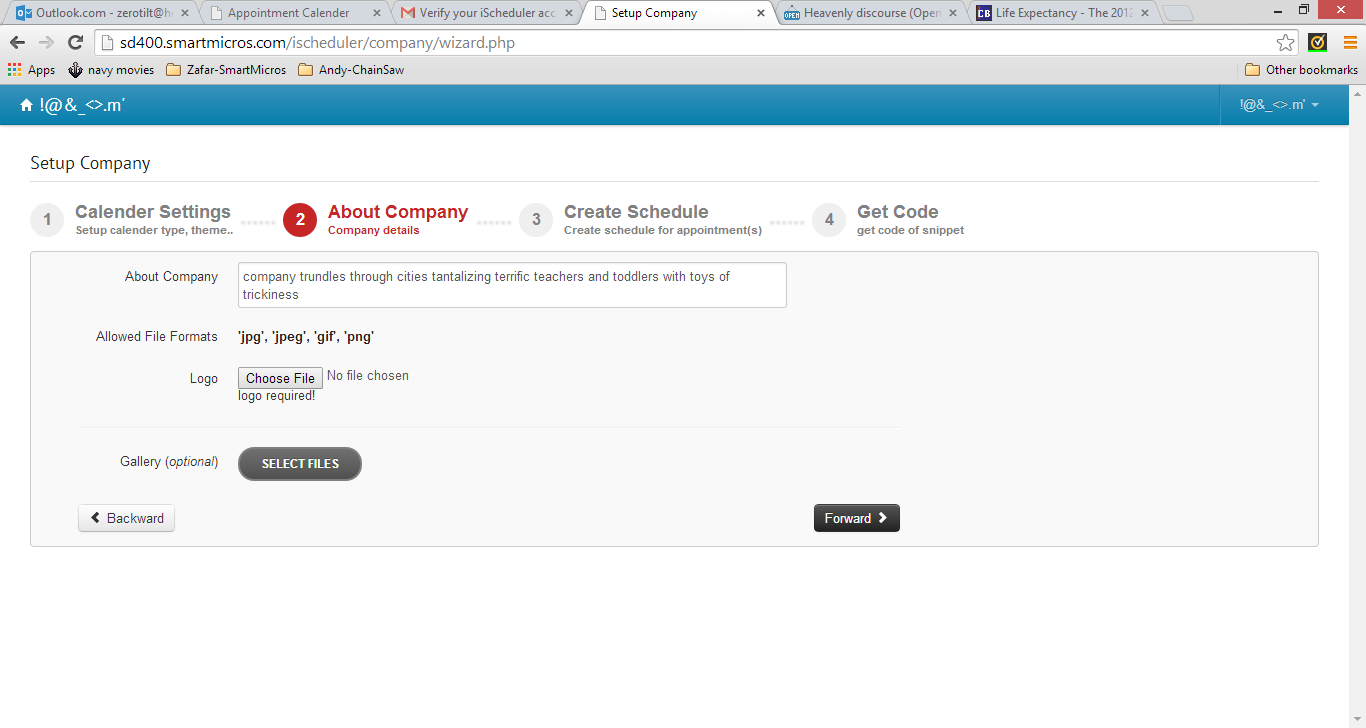 Outlook.com - zerotilt@h
Appointment Calender
Verify your iScheduler acc
Setup Company
Heavenly discourse (Open
Life Expectancy - The 2012
sd400.smartmicros.com/ischeduler/company/wizard.php
Apps
navy movies
Zafar-SmartMicros
Andy-ChainSaw
Other bookmarks
!@&_<>.m'
!@&_<>.m'
Setup Company
1
Calender Settings
Setup calender type, theme..
2
About Company
Company details
3
Create Schedule
Create schedule for appointment(s)
4
Get Code
get code of snippet
About Company
company trundles through cities tantalizing terrific teachers and toddlers with toys of
trickiness
Allowed File Formats
'jpg', 'jpeg', 'gif', 'png'
Logo
Choose File No file chosen
logo required!
Gallery (optional)
SELECT FILES
Backward
Forward